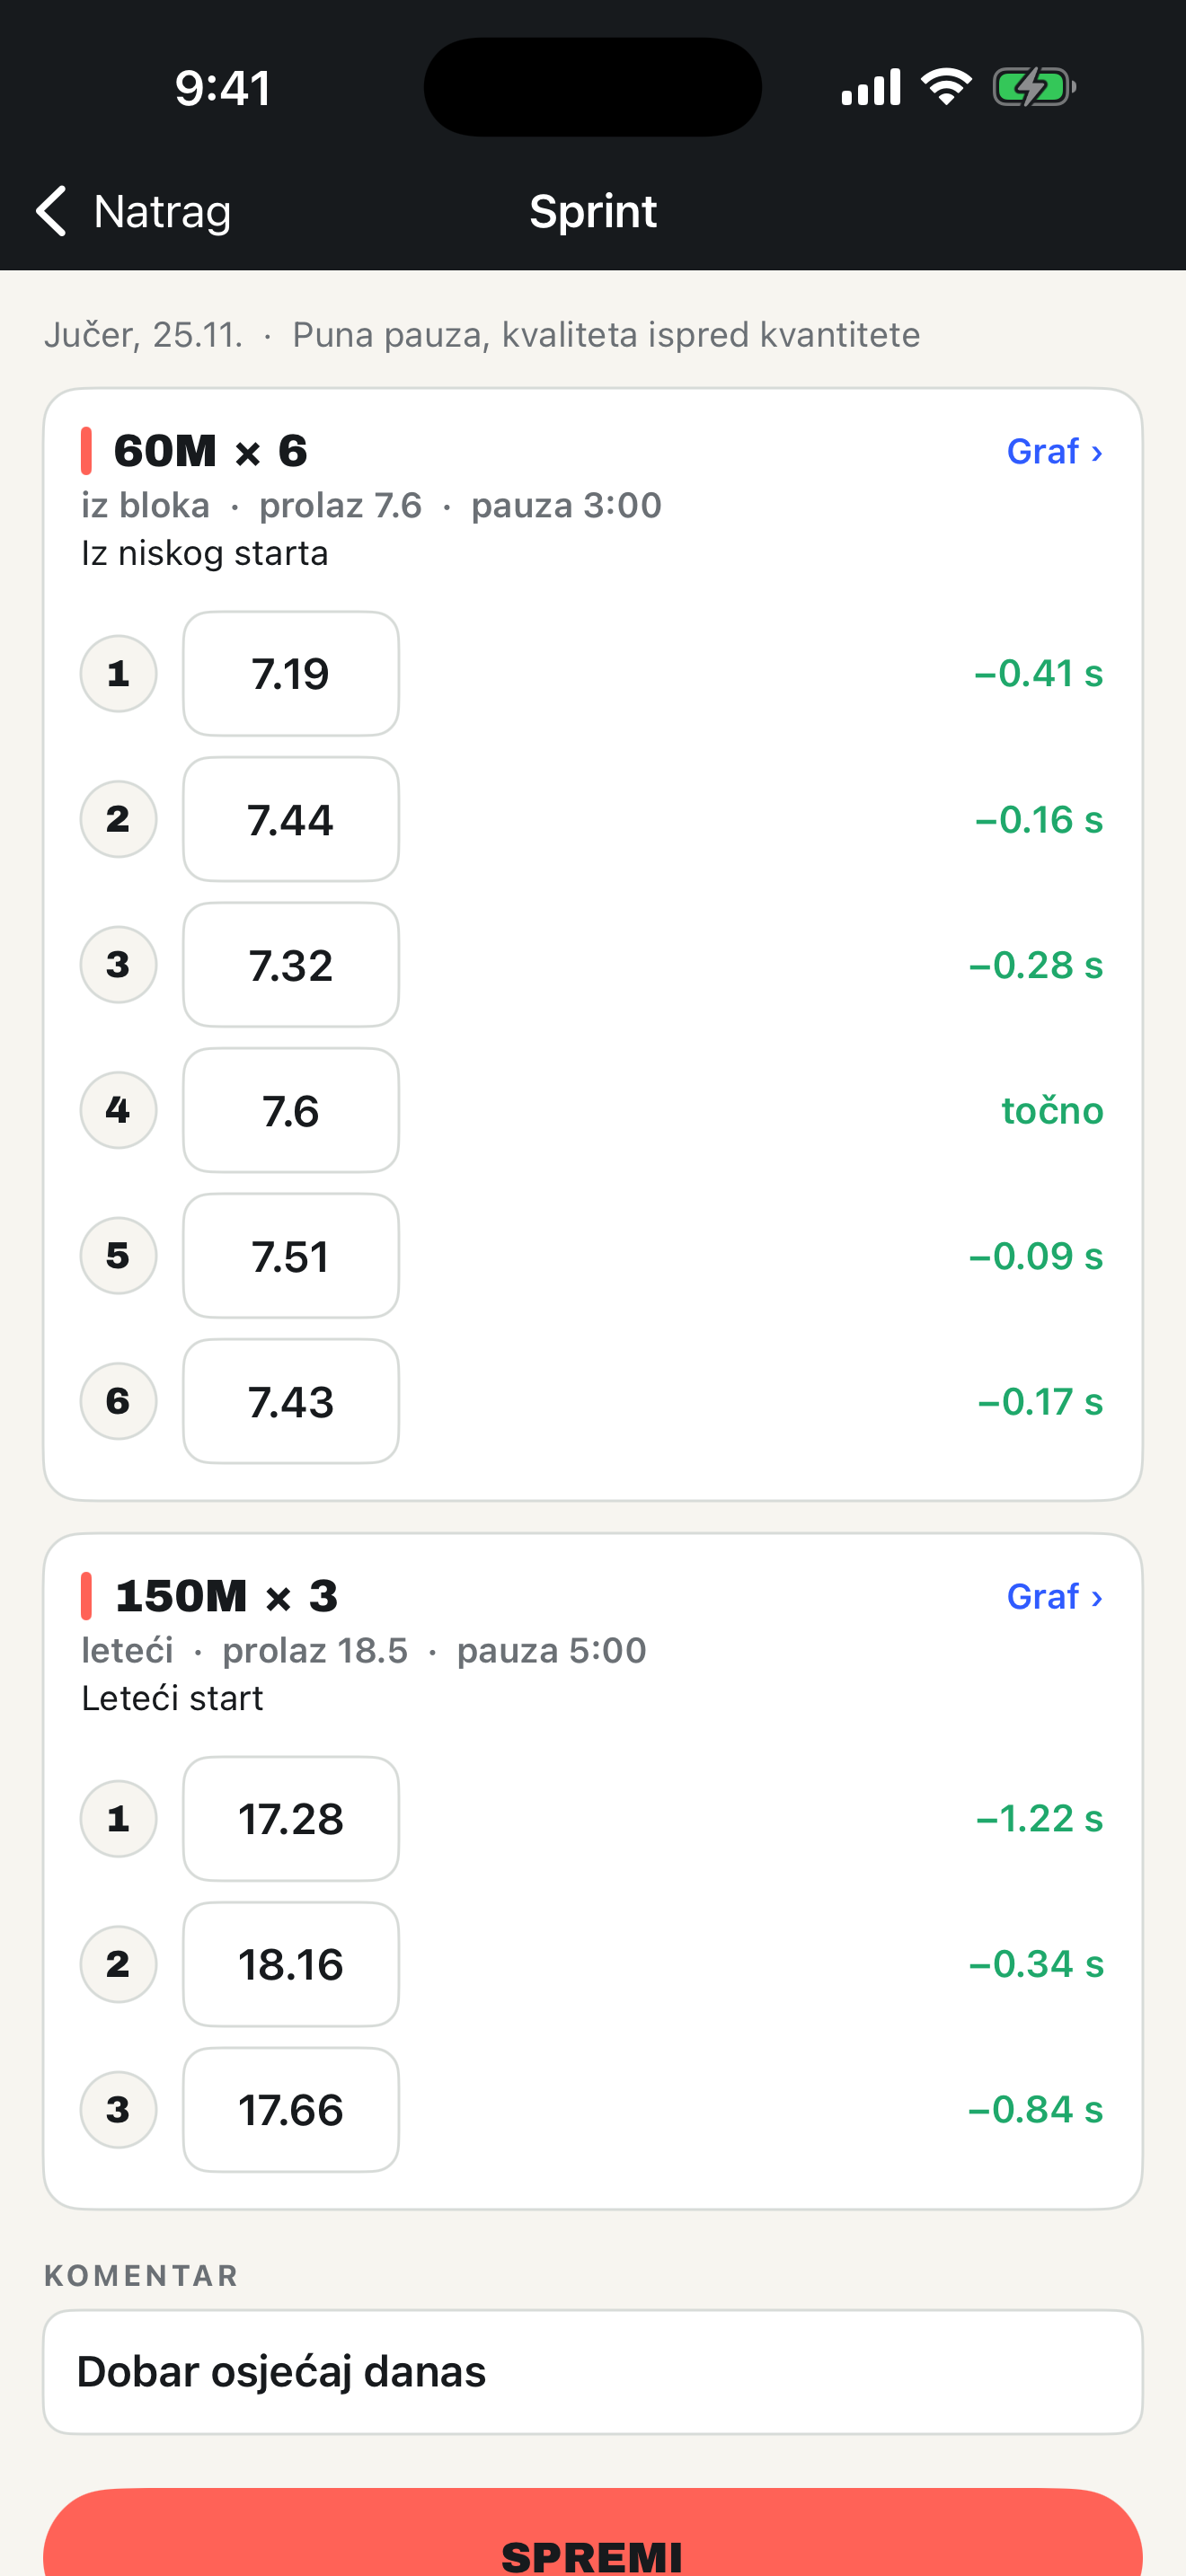 9:41
Natrag
Sprint
Jučer, 25.11. · Puna pauza, kvaliteta ispred kvantitete
60M × 6
Graf ›
iz bloka · prolaz 7.6 · pauza 3:00
Iz niskog starta
1 7.19 −0.41 s
2 7.44 −0.16 s
3 7.32 −0.28 s
4 7.6 točno
5 7.51 −0.09 s
6 7.43 −0.17 s
150M × 3
Graf ›
leteći · prolaz 18.5 · pauza 5:00
Leteći start
1 17.28 −1.22 s
2 18.16 −0.34 s
3 17.66 −0.84 s
KOMENTAR
Dobar osjećaj danas
SPREMI